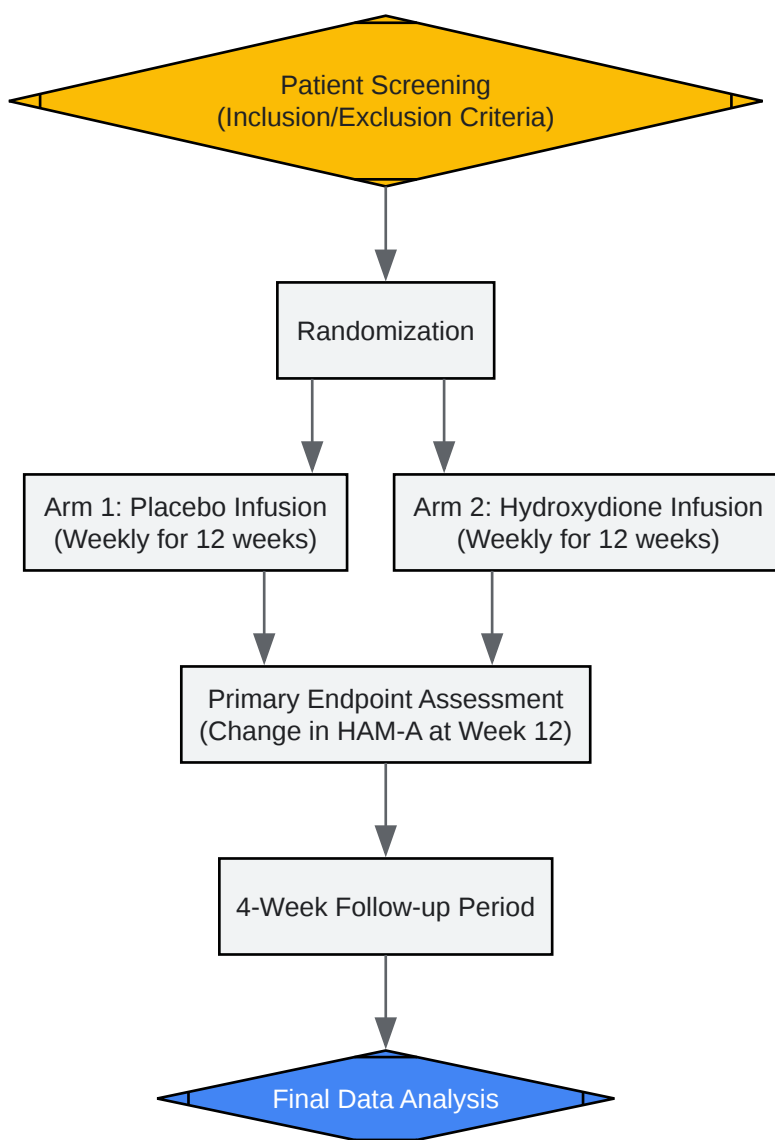 Patient Screening
(Inclusion/Exclusion Criteria)
Randomization
Arm 1: Placebo Infusion
(Weekly for 12 weeks)
Arm 2: Hydroxydione Infusion
(Weekly for 12 weeks)
Primary Endpoint Assessment
(Change in HAM-A at Week 12)
4-Week Follow-up Period
Final Data Analysis